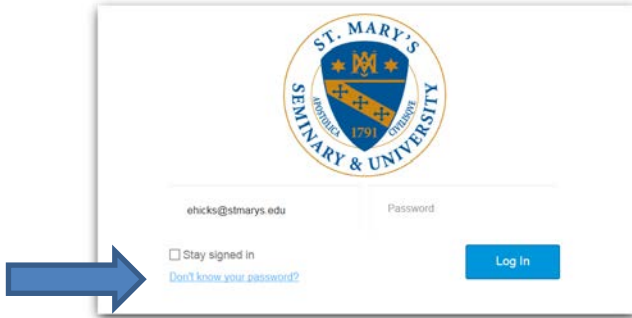 ST. MARY'S
SEMINARY & UNIVERSITY
APOSTOLICA CIVILISQUE
1791
ehicks@stmarys.edu Password
Stay signed in
Don't know your password?
Log In